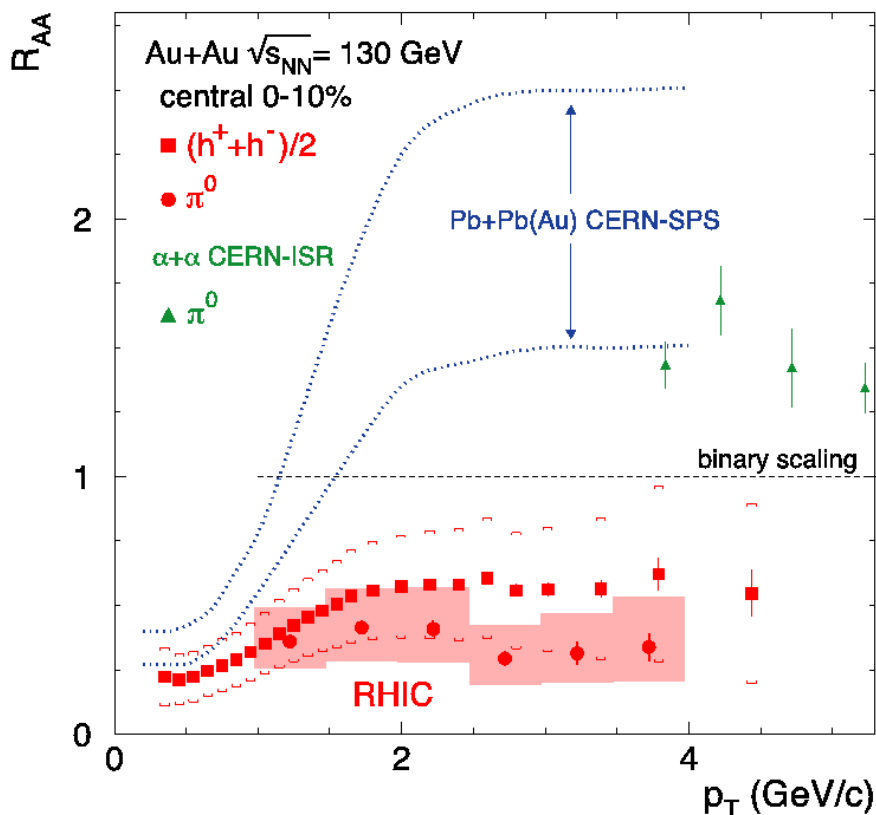 R_AA
Au+Au √s_NN = 130 GeV
central 0-10%
(h⁺+h⁻)/2
π⁰
α+α CERN-ISR
π⁰
Pb+Pb(Au) CERN-SPS
binary scaling
RHIC
2
1
0
0 2 4
p_T (GeV/c)